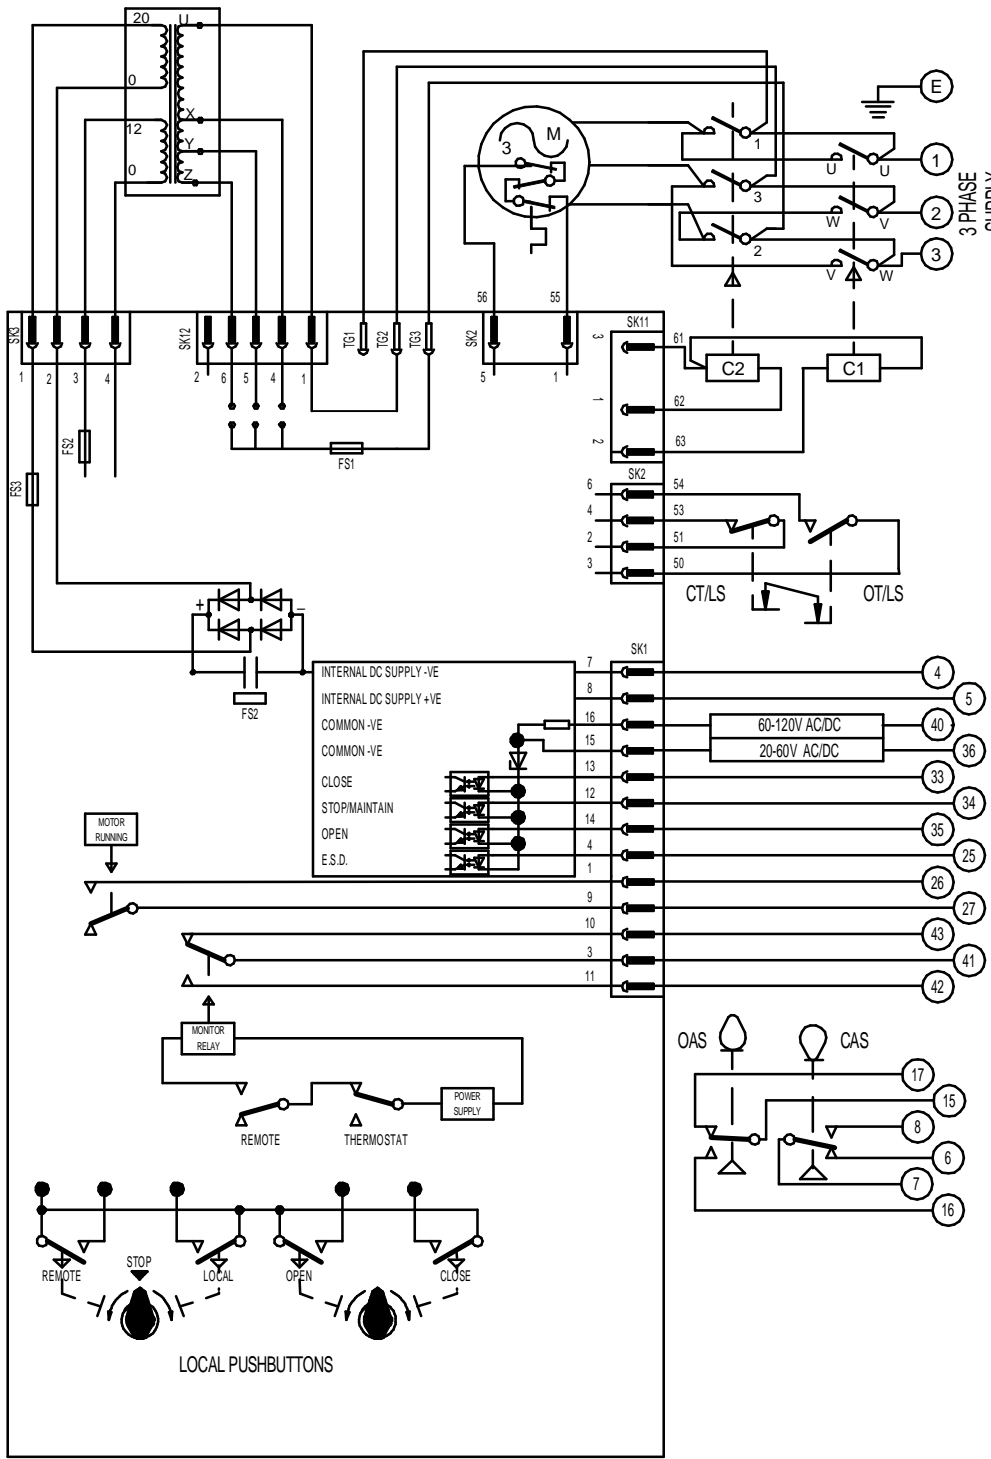 20
U
0
X
12
Y
0
Z
3
M
E
1
U
U
1
3
W
V
2
2
V
W
3
3 PHASE
SUPPLY
56
55
SK3
SK12
TG1
TG2
TG3
SK2
SK11
3
61
C2
C1
1
2
3
4
2
6
5
4
1
5
1
1
62
2
63
FS2
FS1
FS3
SK2
6
54
4
53
2
51
3
50
CT/LS
OT/LS
+
–
FS2
SK1
INTERNAL DC SUPPLY -VE
7
4
INTERNAL DC SUPPLY +VE
8
5
COMMON -VE
16
60-120V AC/DC
40
COMMON -VE
15
20-60V AC/DC
36
CLOSE
13
33
STOP/MAINTAIN
12
34
OPEN
14
35
E.S.D.
4
25
MOTOR
RUNNING
1
26
9
27
10
43
3
41
11
42
MONITOR
RELAY
REMOTE
THERMOSTAT
POWER
SUPPLY
OAS
CAS
17
15
8
6
7
16
REMOTE
STOP
LOCAL
OPEN
CLOSE
LOCAL PUSHBUTTONS